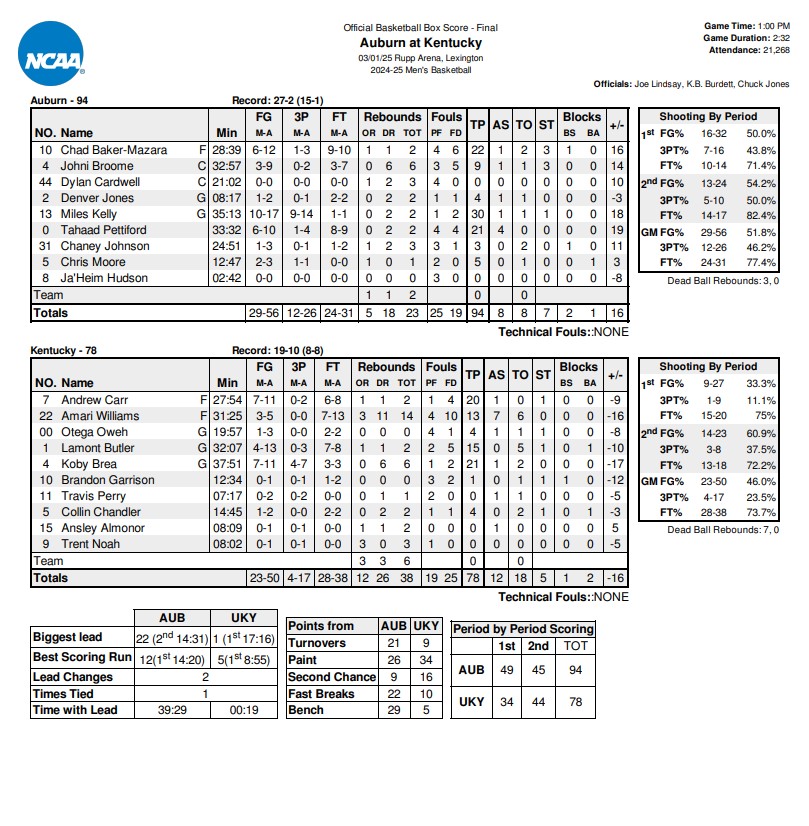 NCAA
Official Basketball Box Score - Final
Auburn at Kentucky
03/01/25 Rupp Arena, Lexington
2024-25 Men's Basketball
Game Time: 1:00 PM
Game Duration: 2:32
Attendance: 21,268
Officials: Joe Lindsay, K.B. Burdett, Chuck Jones
Auburn - 94 Record: 27-2 (15-1)
FG 3P FT Rebounds Fouls Blocks
NO. Name Min M-A M-A M-A OR DR TOT PF FD TP AS TO ST BS BA +/-
10 Chad Baker-Mazara F 28:39 6-12 1-3 9-10 1 1 2 4 6 22 1 2 3 1 0 16
4 Johni Broome C 32:57 3-9 0-2 3-7 0 6 6 3 5 9 1 1 3 0 0 14
44 Dylan Cardwell C 21:02 0-0 0-0 0-0 1 2 3 4 0 0 0 0 0 0 0 10
2 Denver Jones G 08:17 1-2 1-2 1-2 0 2 2 1 1 4 1 1 0 0 0 -3
13 Miles Kelly G 35:13 10-17 9-14 1-1 0 2 2 1 2 30 1 1 1 0 0 18
0 Tahaad Pettiford 33:32 6-10 1-4 8-9 0 2 2 4 4 21 4 0 0 0 0 19
31 Chaney Johnson 24:51 1-3 0-1 1-2 1 2 3 3 1 3 0 2 0 1 0 11
5 Chris Moore 12:47 2-3 1-1 0-0 1 0 1 2 0 5 0 1 0 0 1 3
8 Ja'Heim Hudson 02:42 0-0 0-0 0-0 0 0 0 3 0 0 0 0 0 0 0 -8
Team 1 1 2 0 0
Totals 29-56 12-26 24-31 5 18 23 25 19 94 8 8 7 2 1 16
Technical Fouls::NONE
Shooting By Period
1st FG% 16-32 50.0%
3PT% 7-16 43.8%
FT% 10-14 71.4%
2nd FG% 13-24 54.2%
3PT% 5-10 50.0%
FT% 14-17 82.4%
GM FG% 29-56 51.8%
3PT% 12-26 46.2%
FT% 24-31 77.4%
Dead Ball Rebounds: 3, 0
Kentucky - 78 Record: 19-10 (8-8)
FG 3P FT Rebounds Fouls Blocks
NO. Name Min M-A M-A M-A OR DR TOT PF FD TP AS TO ST BS BA +/-
7 Andrew Carr F 27:54 7-11 0-2 6-8 1 1 2 1 4 20 1 0 1 0 0 -9
22 Amari Williams F 31:25 3-5 0-0 7-13 3 11 14 4 10 13 7 6 0 0 0 -16
00 Otega Oweh G 19:57 1-3 0-0 2-2 0 0 0 4 1 4 1 1 1 0 0 -8
1 Lamont Butler G 32:07 4-13 0-3 7-8 1 1 2 2 5 15 0 5 1 0 1 -10
4 Koby Brea G 37:51 7-11 4-7 3-3 0 6 6 1 2 21 1 2 0 0 0 -17
10 Brandon Garrison 12:34 0-1 0-1 1-2 0 3 3 3 2 1 0 1 1 1 0 -12
11 Travis Perry 07:17 0-2 0-2 0-0 0 1 1 2 0 0 1 0 0 0 0 -5
5 Collin Chandler 14:45 1-2 0-0 2-2 1 0 1 1 1 4 0 2 1 0 1 -3
15 Ansley Almonor 08:09 0-1 0-1 0-0 0 1 1 2 0 0 0 1 0 0 0 5
9 Trent Noah 08:02 0-1 0-1 0-0 3 0 3 1 0 0 0 0 0 0 0 -5
Team 3 3 6 0 0
Totals 23-50 4-17 28-38 12 26 38 19 25 78 12 18 5 1 2 -16
Technical Fouls::NONE
Shooting By Period
1st FG% 9-27 33.3%
3PT% 1-9 11.1%
FT% 15-20 75%
2nd FG% 14-23 60.9%
3PT% 3-8 37.5%
FT% 13-18 72.2%
GM FG% 23-50 46.0%
3PT% 4-17 23.5%
FT% 28-38 73.7%
Dead Ball Rebounds: 7, 0
AUB UKY
Biggest lead 22 (2nd 14:31) 1 (1st 17:16)
Best Scoring Run 12(1st 14:20) 5(1st 8:55)
Lead Changes 2
Times Tied 1
Time with Lead 39:29 00:19
Points from AUB UKY
Turnovers 21 9
Paint 26 34
Second Chance 9 16
Fast Breaks 22 10
Bench 29 5
Period by Period Scoring
1st 2nd TOT
AUB 49 45 94
UKY 34 44 78